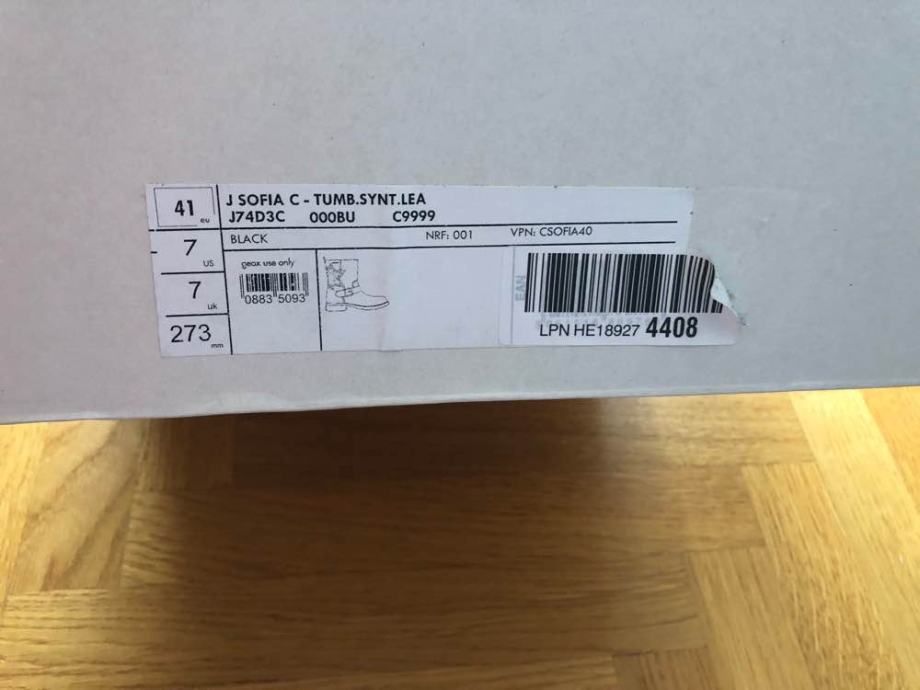 41 eu
J SOFIA C - TUMB.SYNT.LEA
J74D3C 000BU C9999
7 US
BLACK NRF: 001 VPN: CSOFIA40
geox use only
7 uk
0883 5093
EAN
273 mm
LPN HE18927 4408